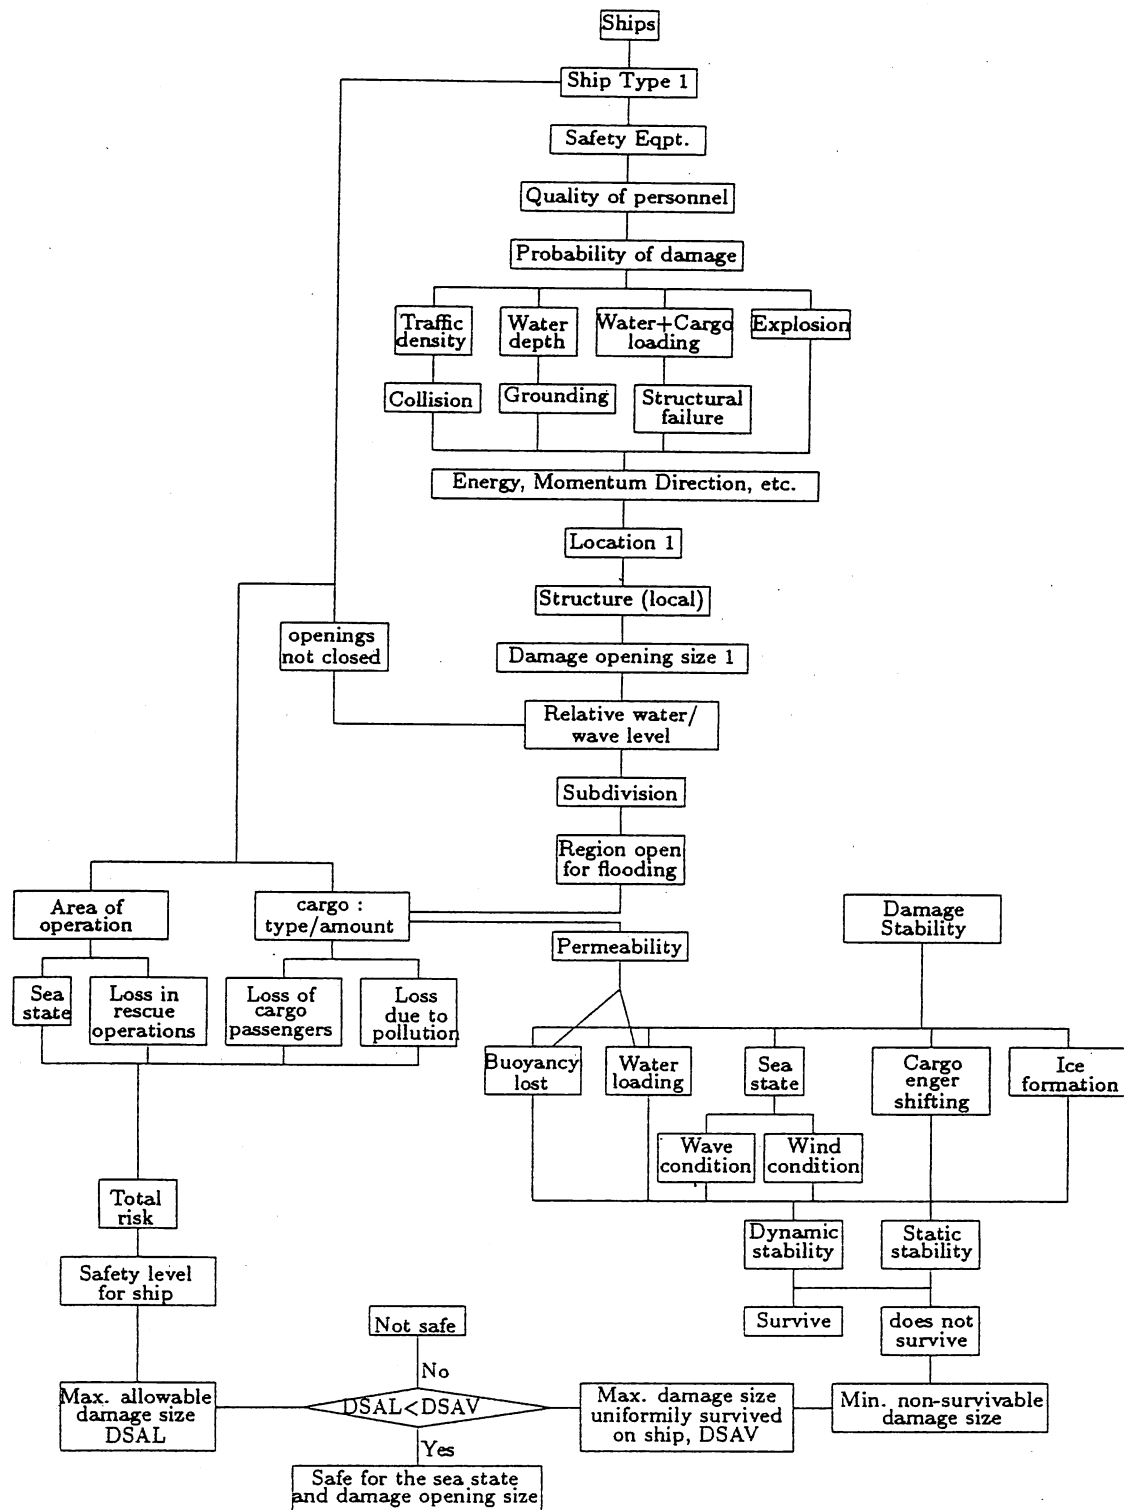 Ships
Ship Type 1
Safety Eqpt.
Quality of personnel
Probability of damage
Traffic
density
Water
depth
Water+Cargo
loading
Explosion
Collision
Grounding
Structural
failure
Energy, Momentum Direction, etc.
Location 1
Structure (local)
openings
not closed
Damage opening size 1
Relative water/
wave level
Subdivision
Region open
for flooding
Area of
operation
cargo :
type/amount
Damage
Stability
Permeability
Sea
state
Loss in
rescue
operations
Loss of
cargo
passengers
Loss
due to
pollution
Buoyancy
lost
Water
loading
Sea
state
Cargo
enger
shifting
Ice
formation
Wave
condition
Wind
condition
Total
risk
Dynamic
stability
Static
stability
Safety level
for ship
Survive
does not
survive
Not safe
No
Max. allowable
damage size
DSAL
DSAL<DSAV
Max. damage size
uniformily survived
on ship, DSAV
Min. non-survivable
damage size
Yes
Safe for the sea state
and damage opening size